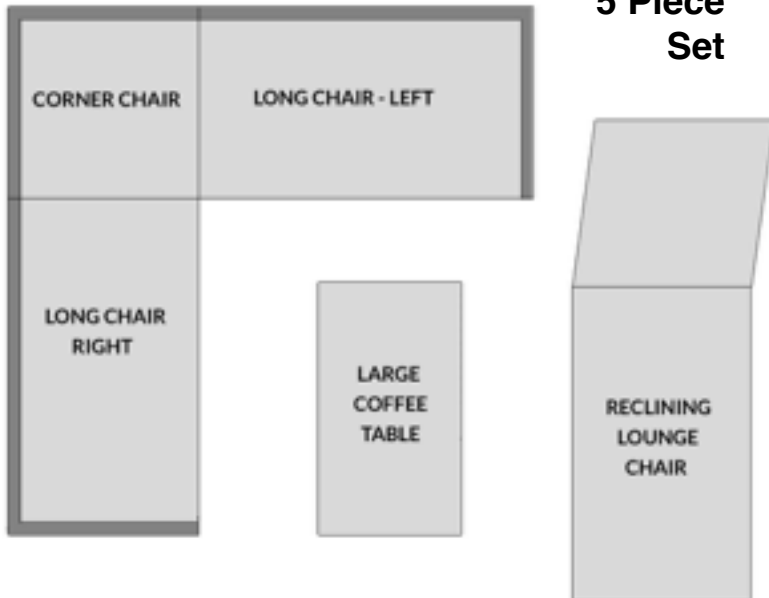 5 Piece
Set
CORNER CHAIR
LONG CHAIR - LEFT
LONG CHAIR
RIGHT
LARGE
COFFEE
TABLE
RECLINING
LOUNGE
CHAIR